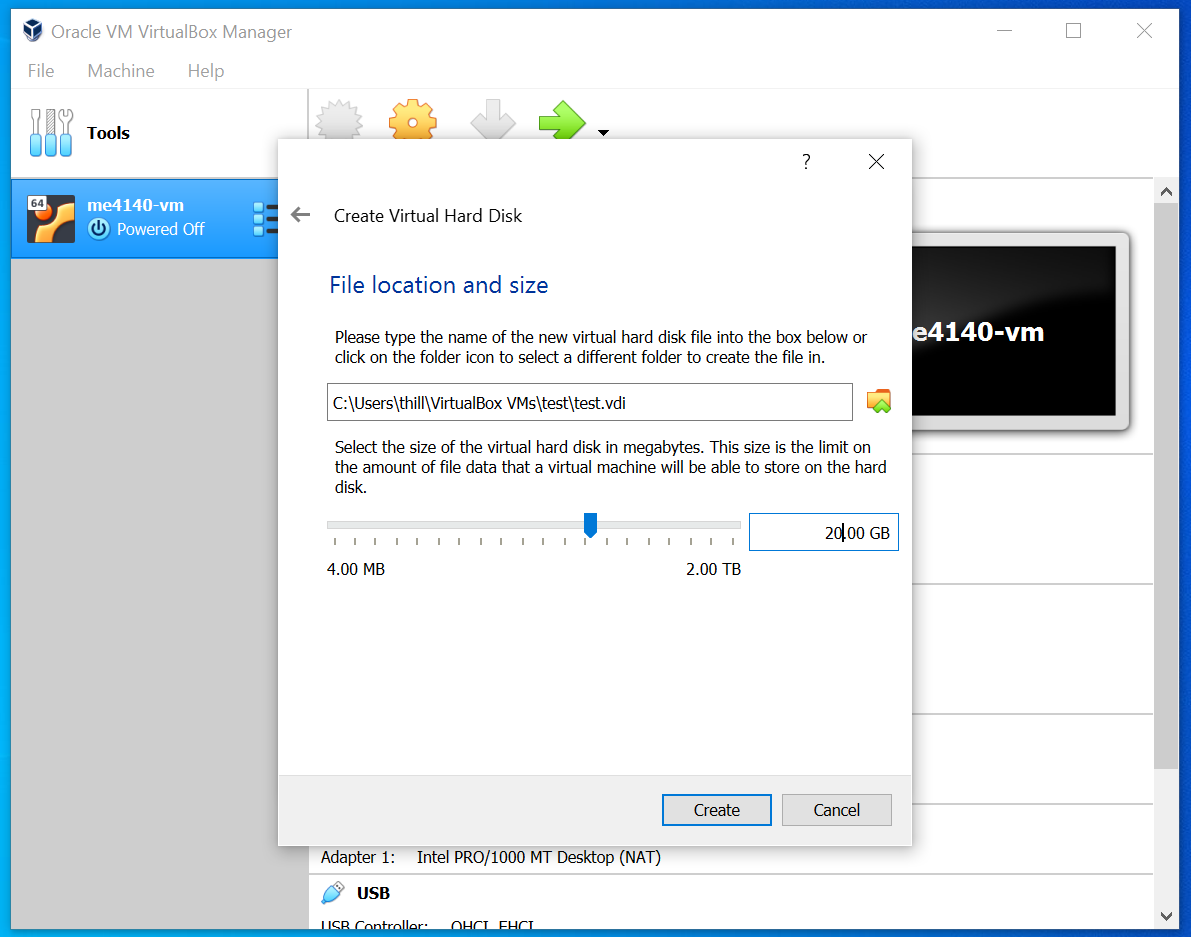 Oracle VM VirtualBox Manager
File Machine Help
Tools
64
me4140-vm
Powered Off
?
Create Virtual Hard Disk
File location and size
Please type the name of the new virtual hard disk file into the box below or
click on the folder icon to select a different folder to create the file in.
C:\Users\thill\VirtualBox VMs\test\test.vdi
e4140-vm
Select the size of the virtual hard disk in megabytes. This size is the limit on
the amount of file data that a virtual machine will be able to store on the hard
disk.
20.00 GB
4.00 MB 2.00 TB
Create Cancel
Adapter 1: Intel PRO/1000 MT Desktop (NAT)
USB
USB Controller: OHCI, EHCI